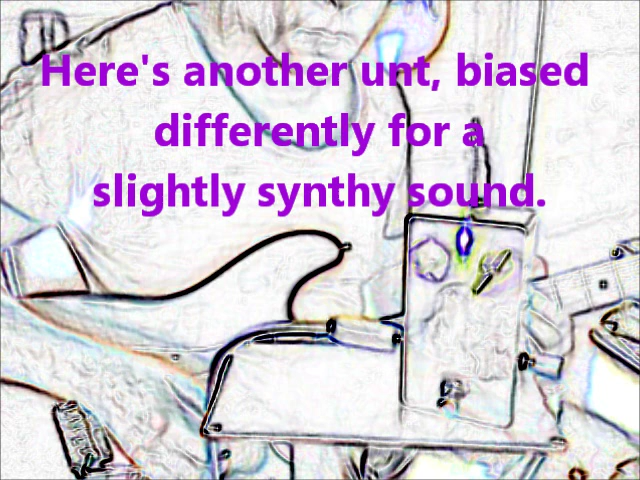 Here's another unt, biased
differently for a
slightly synthy sound.